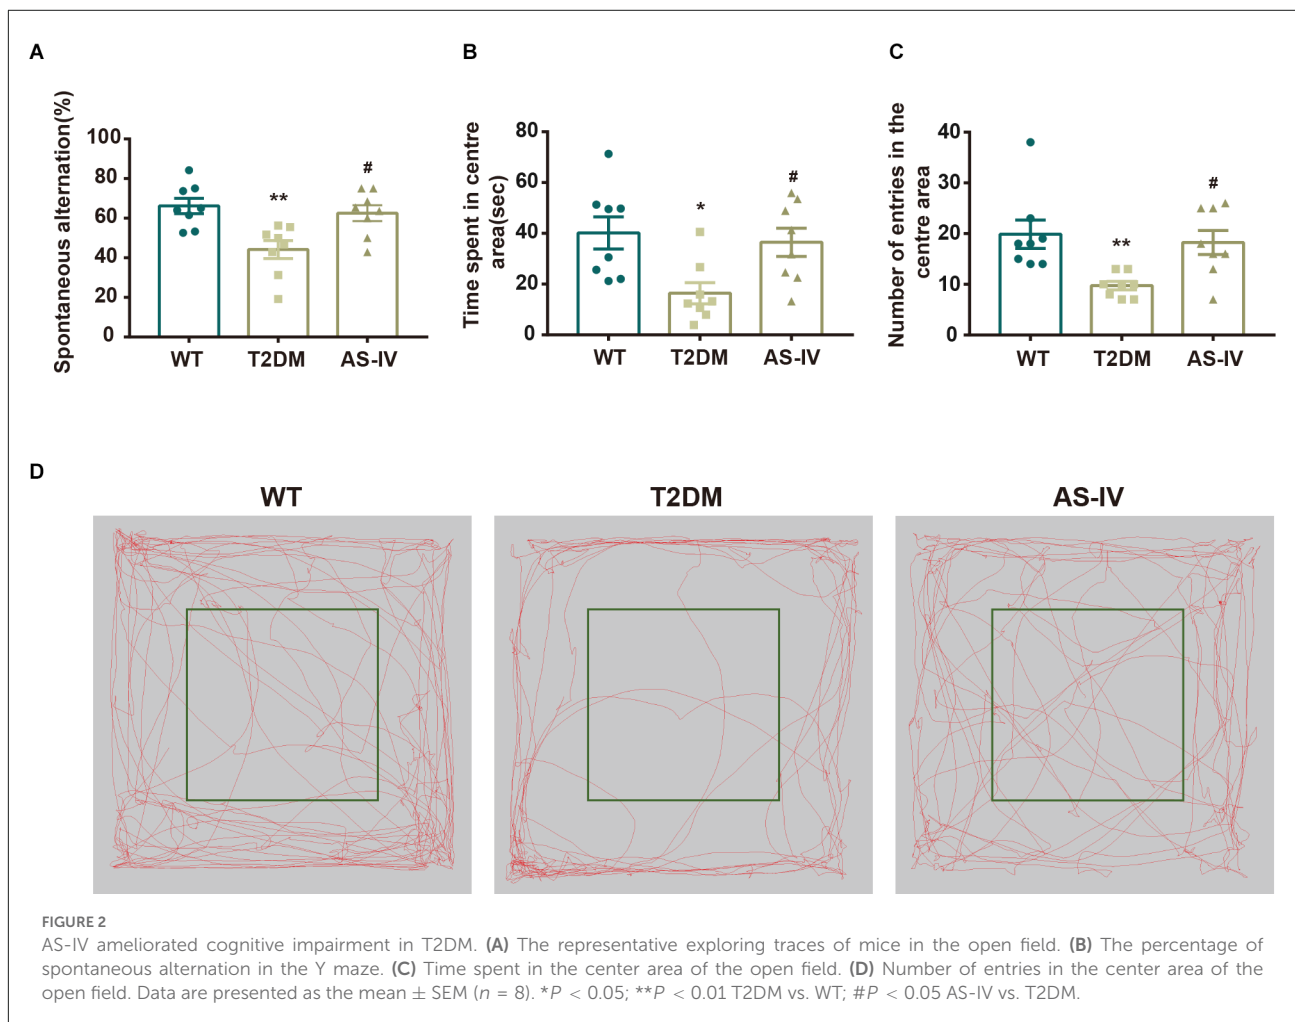 A
B
C
Spontaneous alternation(%)
100
80
60
40
20
0
**
#
WT
T2DM
AS-IV
Time spent in centre
area(sec)
80
60
40
20
0
*
#
WT
T2DM
AS-IV
Number of entries in the
centre area
40
30
20
10
0
**
#
WT
T2DM
AS-IV
D
WT
T2DM
AS-IV
FIGURE 2
AS-IV ameliorated cognitive impairment in T2DM. (A) The representative exploring traces of mice in the open field. (B) The percentage of
spontaneous alternation in the Y maze. (C) Time spent in the center area of the open field. (D) Number of entries in the center area of the
open field. Data are presented as the mean ± SEM (n = 8). *P < 0.05; **P < 0.01 T2DM vs. WT; #P < 0.05 AS-IV vs. T2DM.